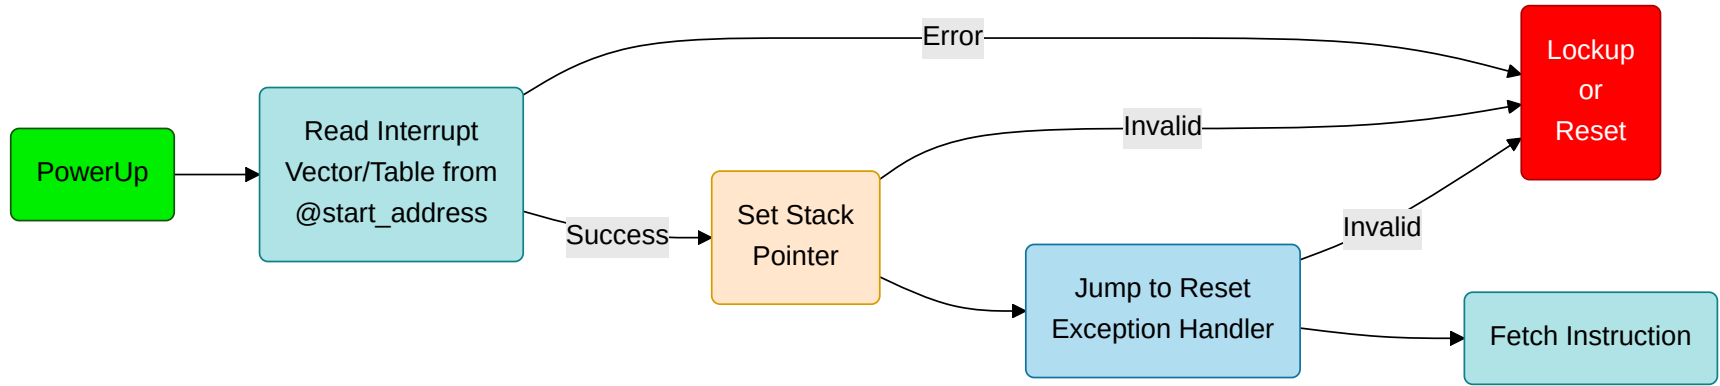 PowerUp
Read Interrupt
Vector/Table from
@start_address
Error
Success
Set Stack
Pointer
Invalid
Jump to Reset
Exception Handler
Invalid
Lockup
or
Reset
Fetch Instruction